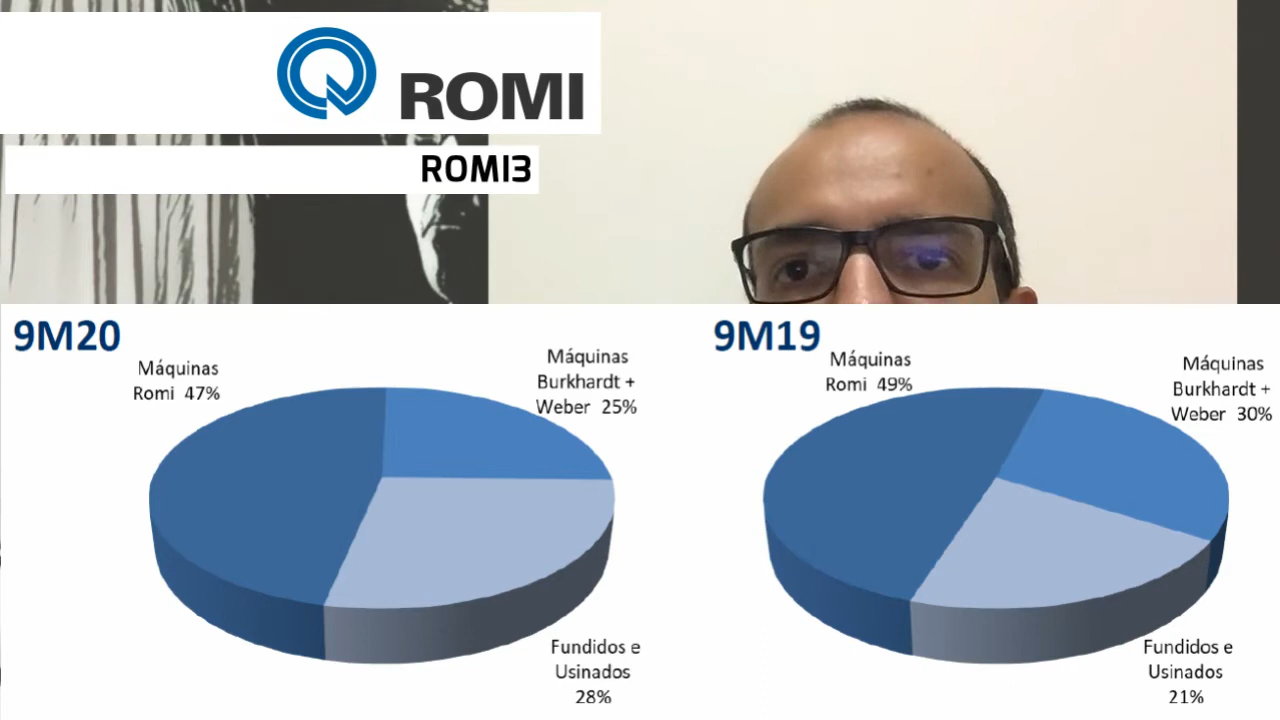 ROMI
ROMI3
9M20
Máquinas
Romi 47%
Máquinas
Burkhardt +
Weber 25%
Fundidos e
Usinados
28%
9M19
Máquinas
Romi 49%
Máquinas
Burkhardt +
Weber 30%
Fundidos e
Usinados
21%